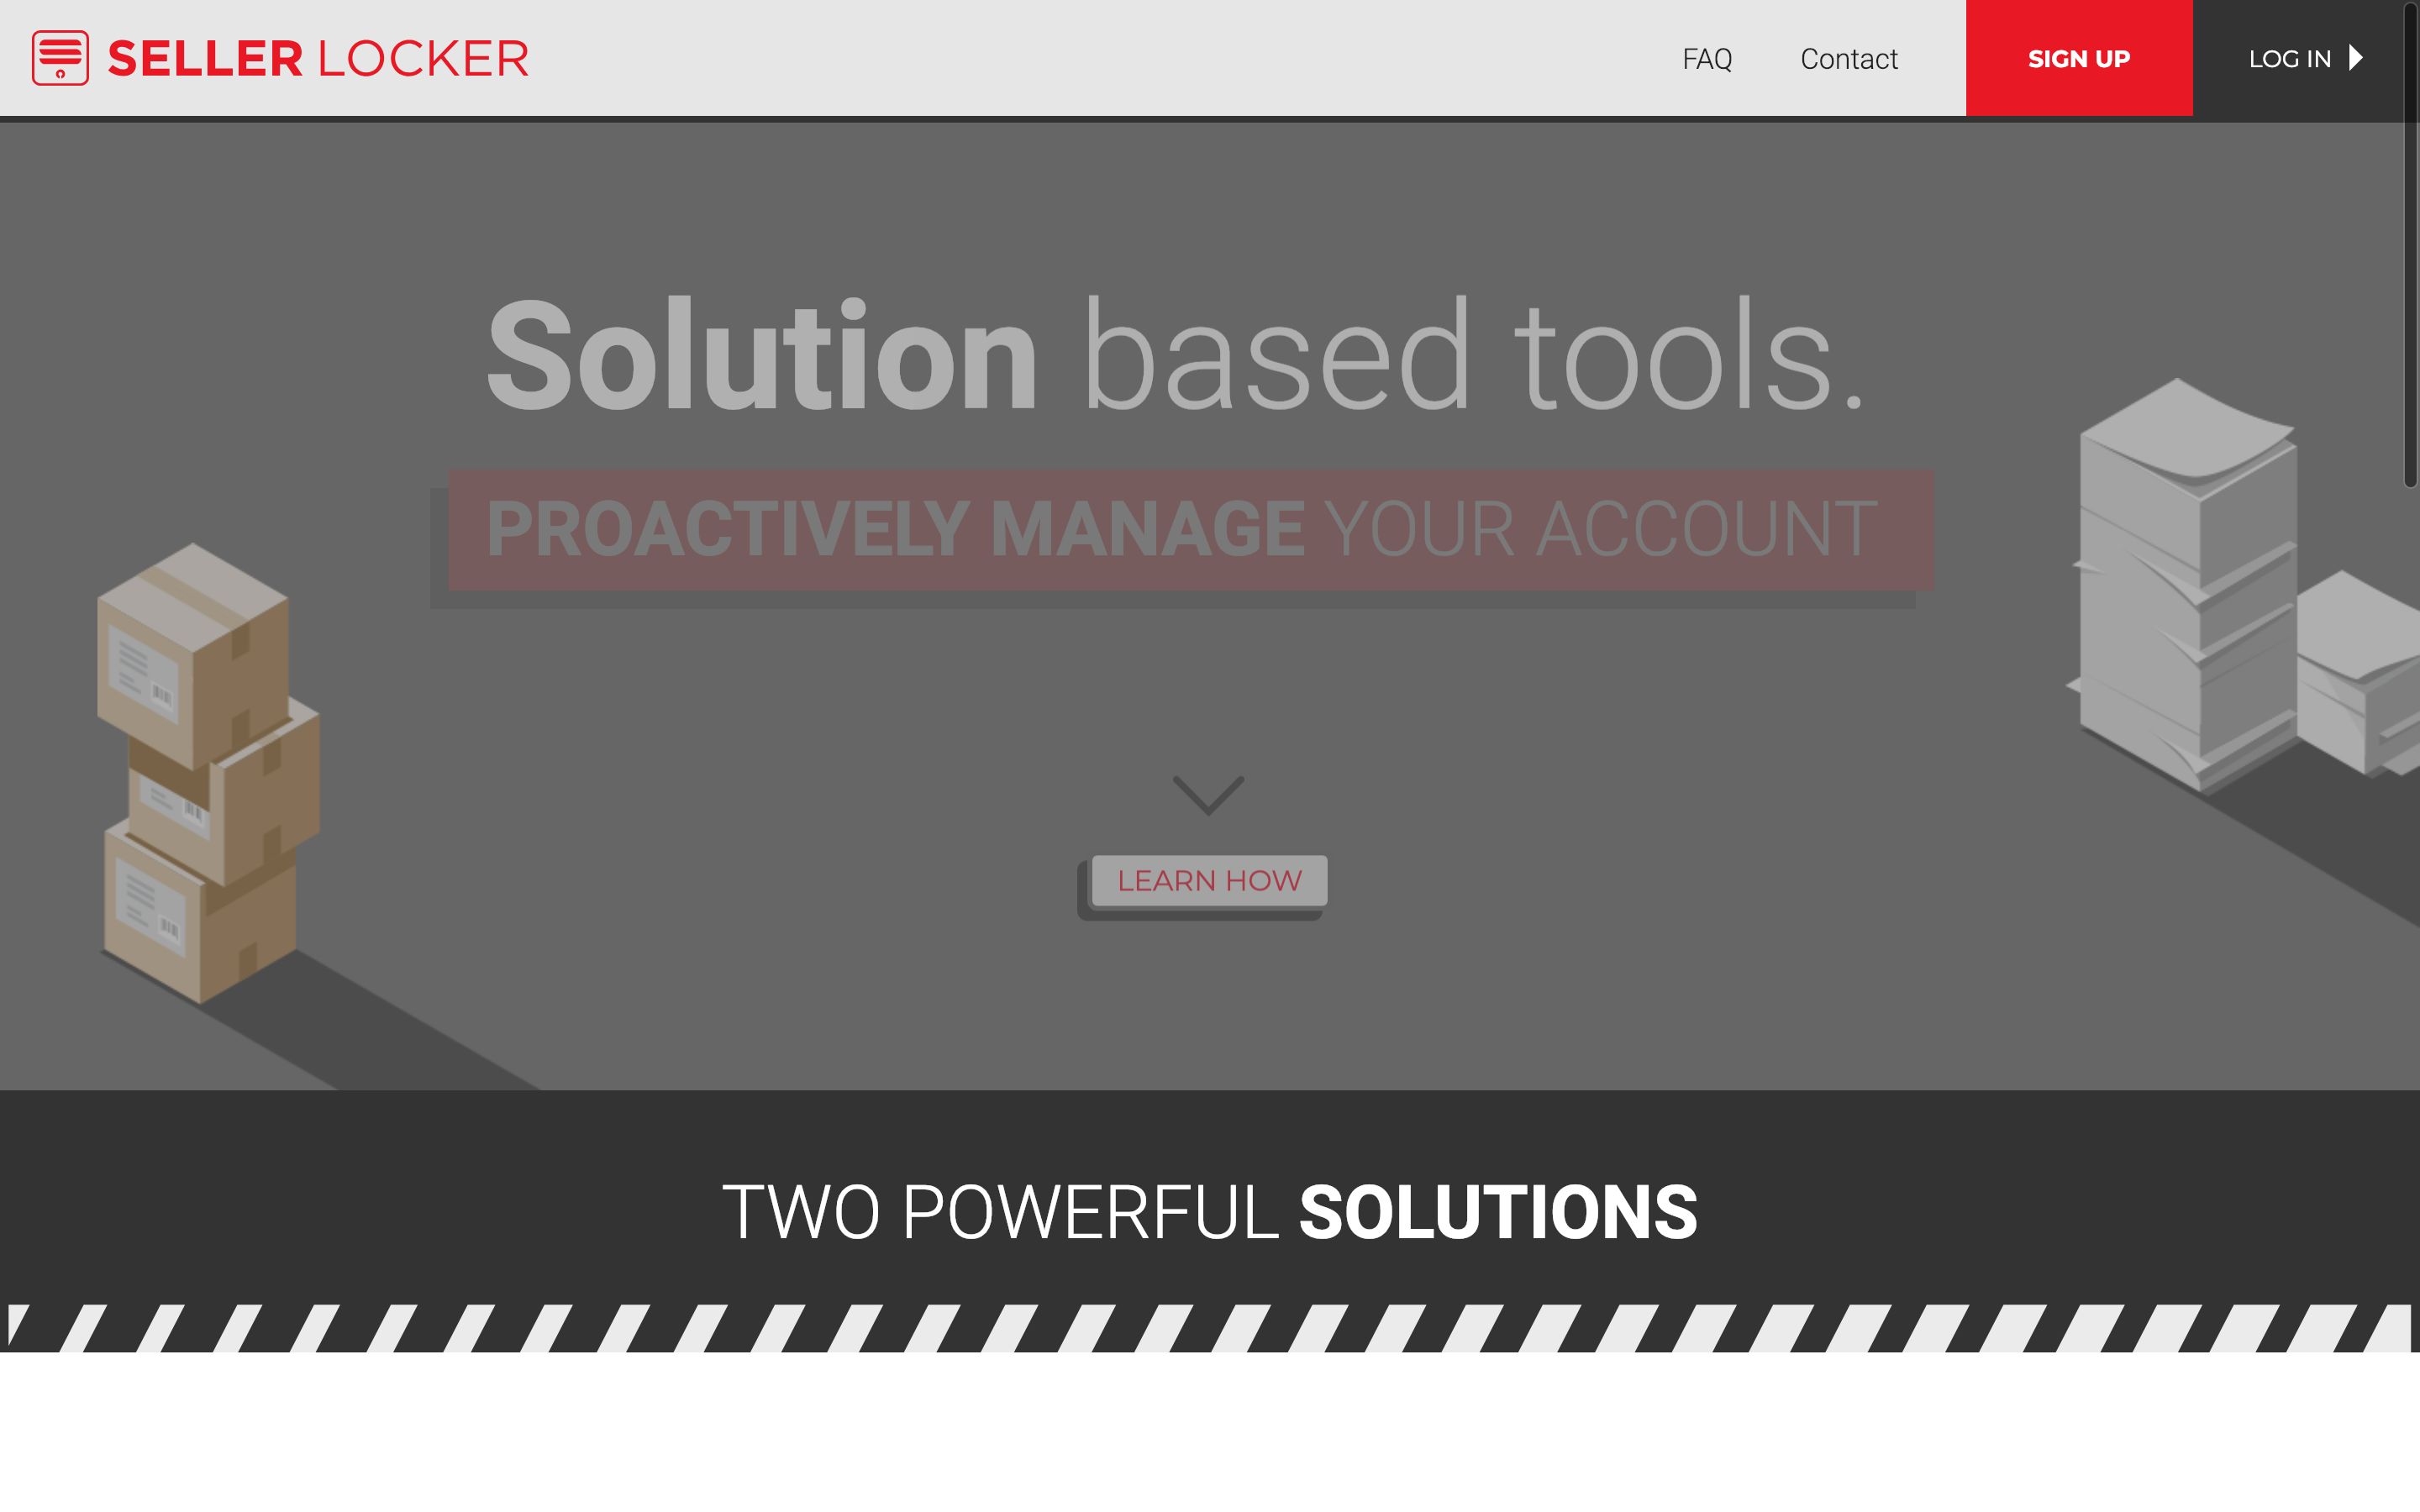 SELLER LOCKER
FAQ
Contact
SIGN UP
LOG IN
Solution based tools.
PROACTIVELY MANAGE YOUR ACCOUNT
LEARN HOW
TWO POWERFUL SOLUTIONS